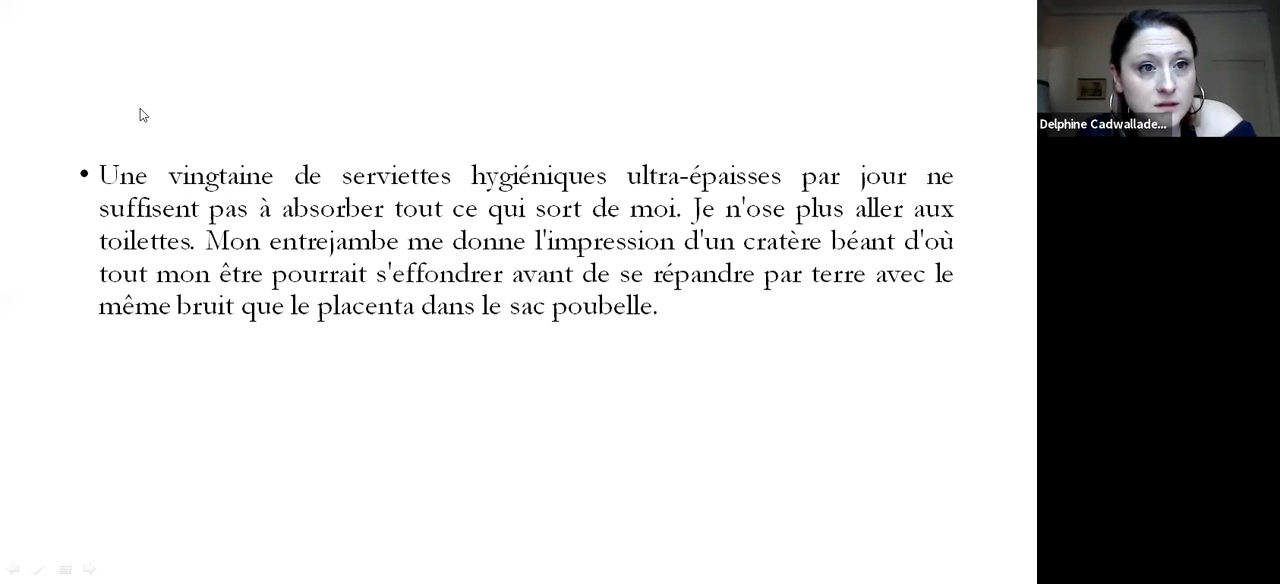 Delphine Cadwallade...
• Une vingtaine de serviettes hygiéniques ultra-épaisses par jour ne
suffisent pas à absorber tout ce qui sort de moi. Je n'ose plus aller aux
toilettes. Mon entrejambe me donne l'impression d'un cratère béant d'où
tout mon être pourrait s'effondrer avant de se répandre par terre avec le
même bruit que le placenta dans le sac poubelle.